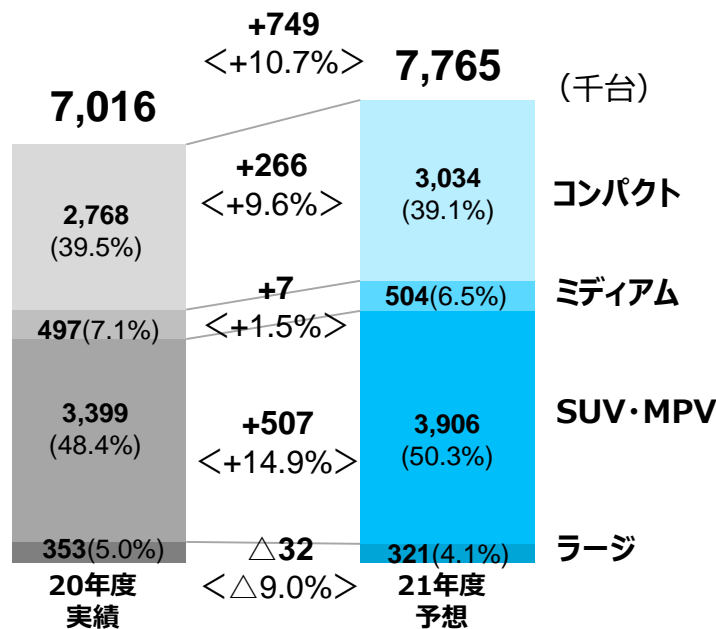 +749
＜+10.7%＞
7,016
7,765
（千台）
2,768
(39.5%)
+266
＜+9.6%＞
3,034
(39.1%)
コンパクト
497(7.1%)
+7
＜+1.5%＞
504(6.5%)
ミディアム
3,399
(48.4%)
+507
＜+14.9%＞
3,906
(50.3%)
SUV・MPV
353(5.0%)
△32
＜△9.0%＞
321(4.1%)
ラージ
20年度
実績
21年度
予想